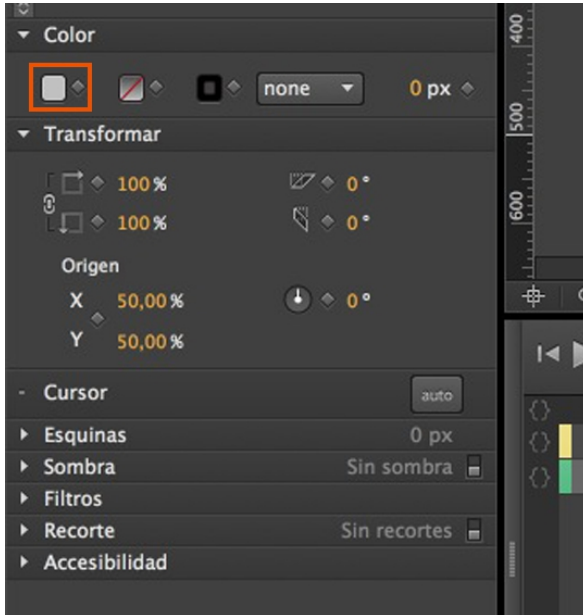 Color
none 0 px
Transformar
100 % 0 °
100 % 0 °
Origen
X 50,00 % 0 °
Y 50,00 %
Cursor auto
Esquinas 0 px
Sombra Sin sombra
Filtros
Recorte Sin recortes
Accesibilidad
400
500
600